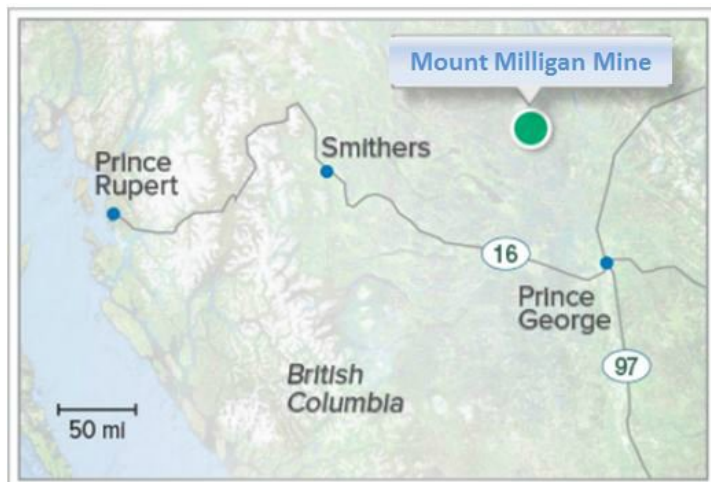 Mount Milligan Mine
Prince
Rupert
Smithers
16
Prince
George
97
British
Columbia
50 mi